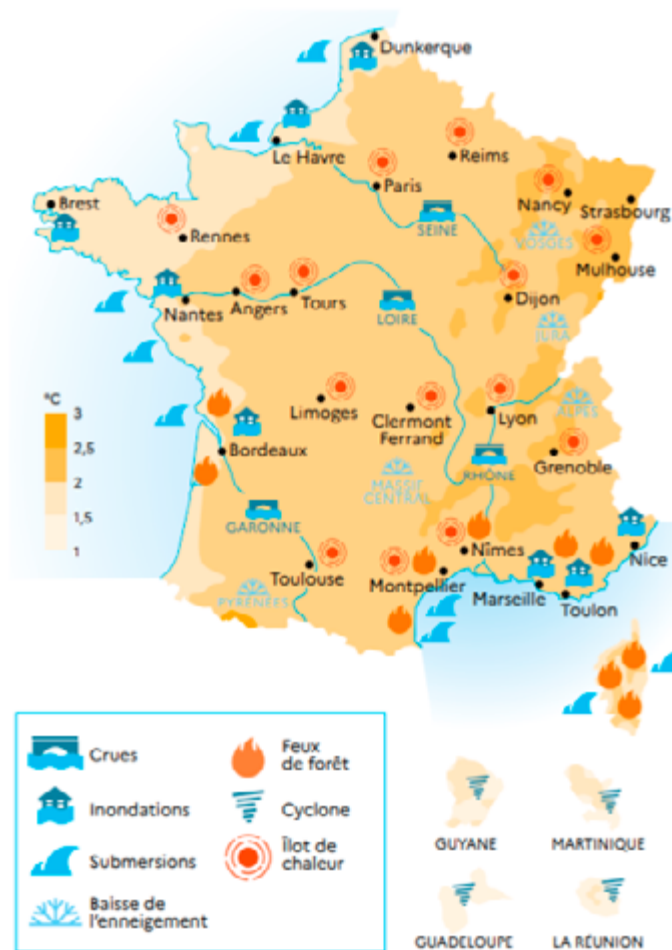 Dunkerque
Le Havre
Reims
Paris
Nancy
Strasbourg
Brest
Rennes
SEINE
VOSGES
Mulhouse
Nantes
Angers
Tours
LOIRE
Dijon
JURA
°C
3
2,5
2
1,5
1
Limoges
Clermont
Ferrand
Lyon
ALPES
Bordeaux
MASSIF
CENTRAL
RHÔNE
Grenoble
GARONNE
Nîmes
Nice
Toulouse
Montpellier
Marseille
Toulon
PYRÉNÉES
Crues
Feux
de forêt
Inondations
Cyclone
Submersions
Îlot de
chaleur
Baisse de
l'enneigement
GUYANE
MARTINIQUE
GUADELOUPE
LA RÉUNION